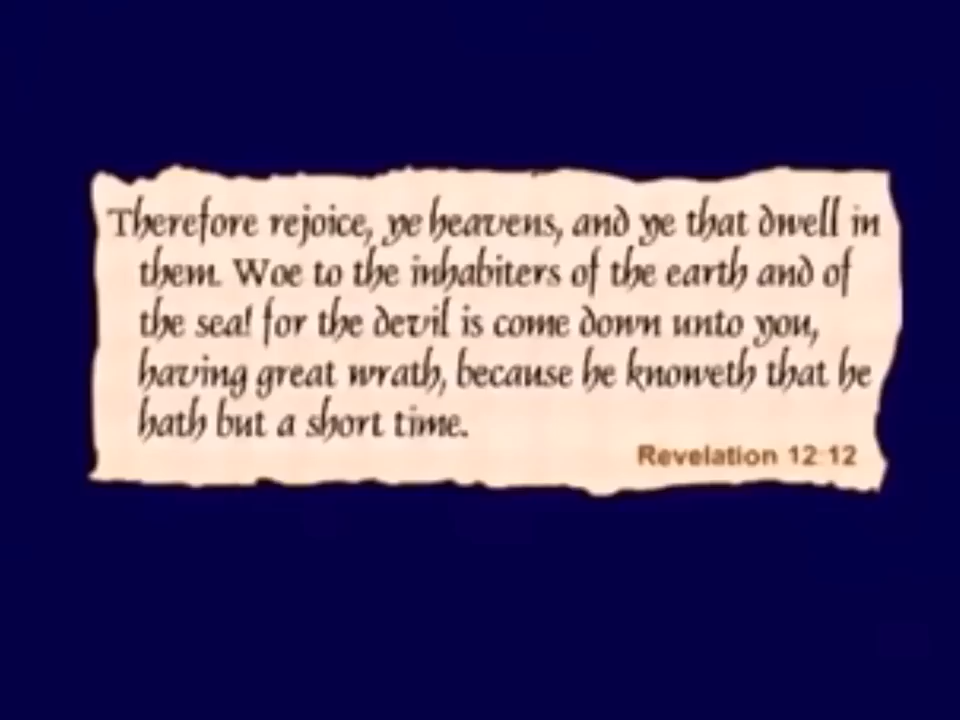 Therefore rejoice, ye heavens, and ye that dwell in
them. Woe to the inhabiters of the earth and of
the sea! for the devil is come down unto you,
having great wrath, because he knoweth that he
hath but a short time.
Revelation 12:12